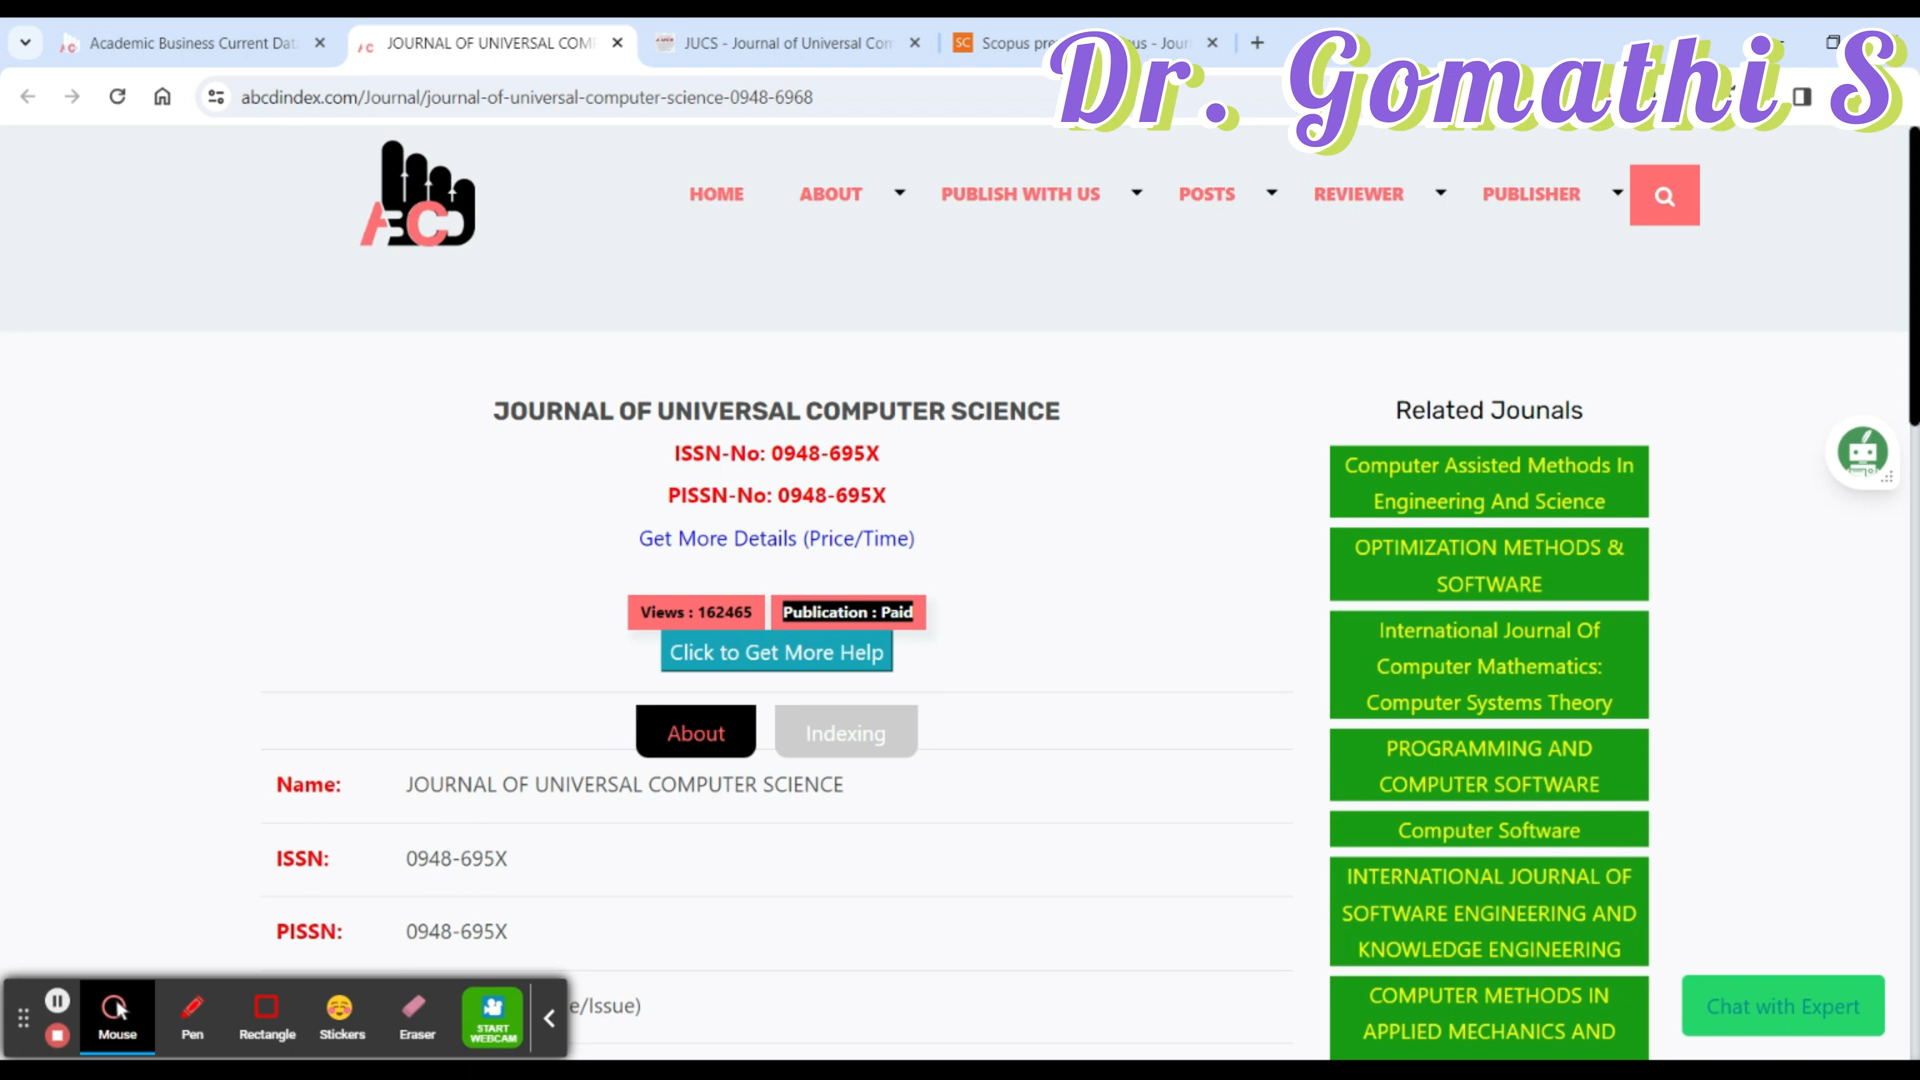 Academic Business Current Dat
JOURNAL OF UNIVERSAL COM
JUCS - Journal of Universal Com
Scopus pre
us - Jour
Dr. Gomathi S
abcdindex.com/Journal/journal-of-universal-computer-science-0948-6968
ABCD
HOME
ABOUT
PUBLISH WITH US
POSTS
REVIEWER
PUBLISHER
JOURNAL OF UNIVERSAL COMPUTER SCIENCE
ISSN-No: 0948-695X
PISSN-No: 0948-695X
Get More Details (Price/Time)
Views : 162465
Publication : Paid
Click to Get More Help
About
Indexing
Name: JOURNAL OF UNIVERSAL COMPUTER SCIENCE
ISSN: 0948-695X
PISSN: 0948-695X
e/Issue)
Related Jounals
Computer Assisted Methods In
Engineering And Science
OPTIMIZATION METHODS &
SOFTWARE
International Journal Of
Computer Mathematics:
Computer Systems Theory
PROGRAMMING AND
COMPUTER SOFTWARE
Computer Software
INTERNATIONAL JOURNAL OF
SOFTWARE ENGINEERING AND
KNOWLEDGE ENGINEERING
COMPUTER METHODS IN
APPLIED MECHANICS AND
Chat with Expert
Mouse
Pen
Rectangle
Stickers
Eraser
START
WEBCAM